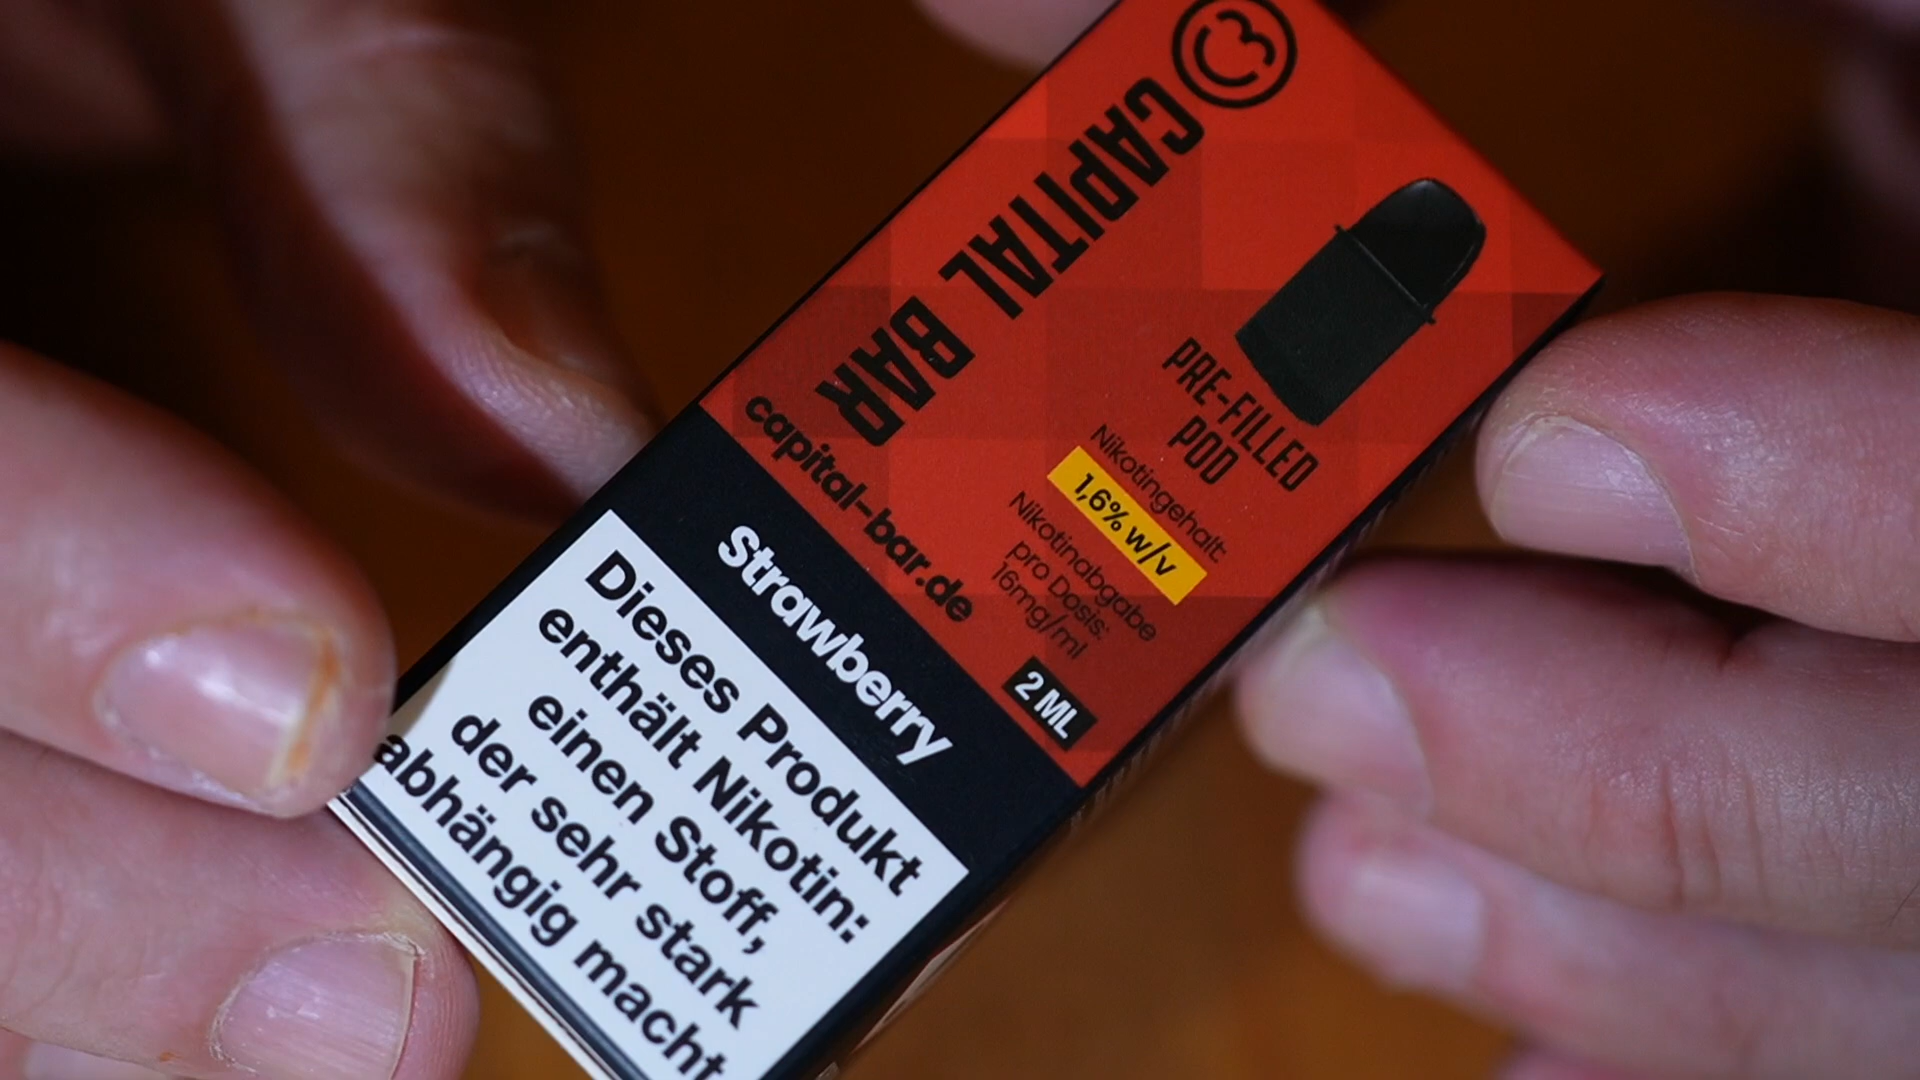 CAPITAL BAR
capital-bar.de
PRE-FILLED
POD
Nikotingehalt:
1,6% w/v
Nikotinabgabe
pro Dosis:
16mg/ml
2 ML
Strawberry
Dieses Produkt
enthält Nikotin:
einen Stoff,
der sehr stark
abhängig macht